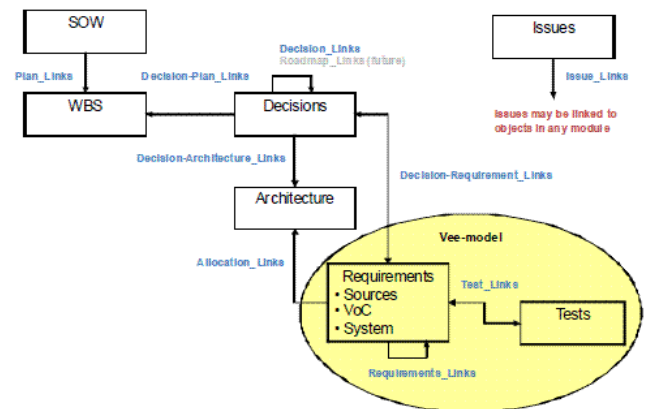 SOW
Issues
Plan_Links
Decision-Plan_Links
Decision_Links
Roadmap_Links (future)
Issue_Links
WBS
Decisions
Issues may be linked to
objects in any module
Decision-Architecture_Links
Decision-Requirement_Links
Architecture
Vee-model
Allocation_Links
Requirements
• Sources
• VoC
• System
Test_Links
Tests
Requirements_Links